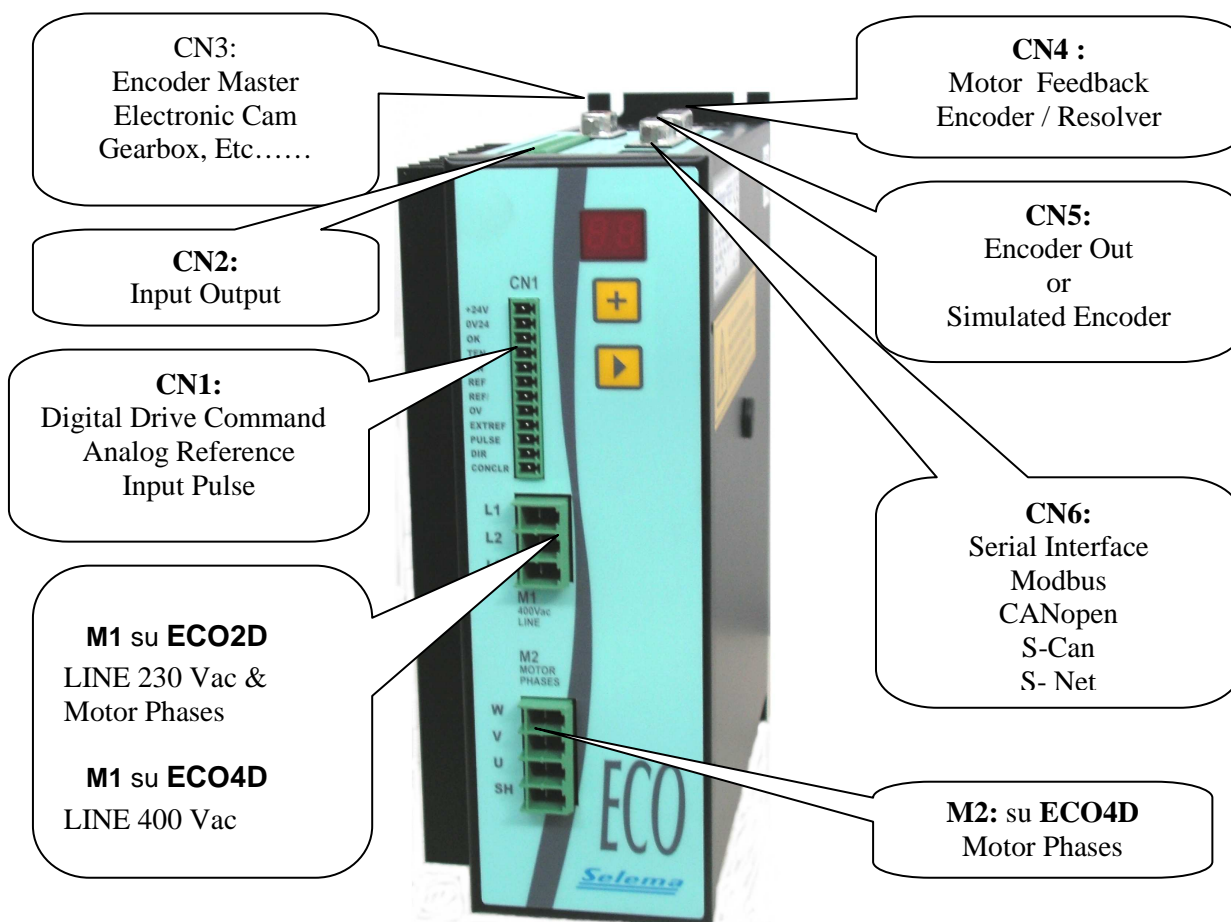 CN3:
Encoder Master
Electronic Cam
Gearbox, Etc……
CN4 :
Motor Feedback
Encoder / Resolver
CN2:
Input Output
CN5:
Encoder Out
or
Simulated Encoder
CN1:
Digital Drive Command
Analog Reference
Input Pulse
CN6:
Serial Interface
Modbus
CANopen
S-Can
S- Net
M1 su ECO2D
LINE 230 Vac &
Motor Phases
M1 su ECO4D
LINE 400 Vac
M2: su ECO4D
Motor Phases
CN1
+24V
0V24
OK
REF
REF/
OV
EXTREF
PULSE
DIR
CONCLR
+
L1
L2
M1
400Vac
LINE
M2
MOTOR
PHASES
W
V
U
SH
ECO
Selema